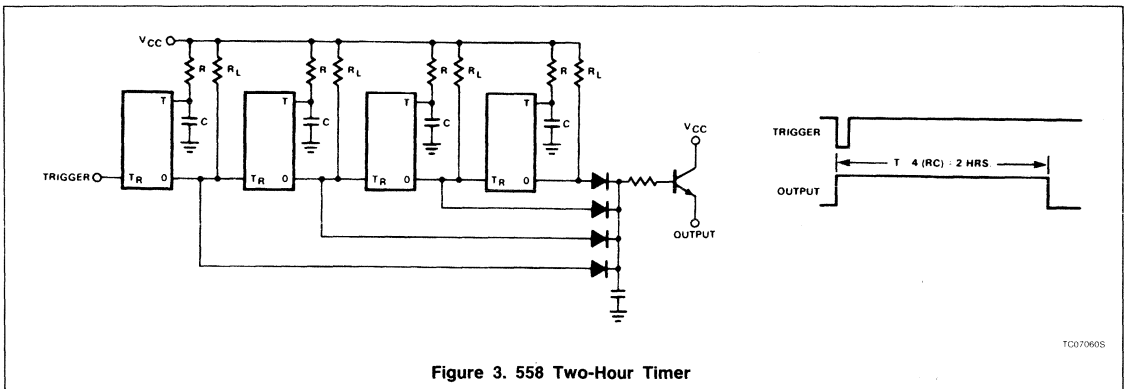 VCC
R RL R RL R RL R RL
T T T T
C C C C
VCC
TRIGGER TR 0 TR 0 TR 0 TR 0
OUTPUT
TRIGGER
T 4 (RC) : 2 HRS.
OUTPUT
TC07060S
Figure 3. 558 Two-Hour Timer